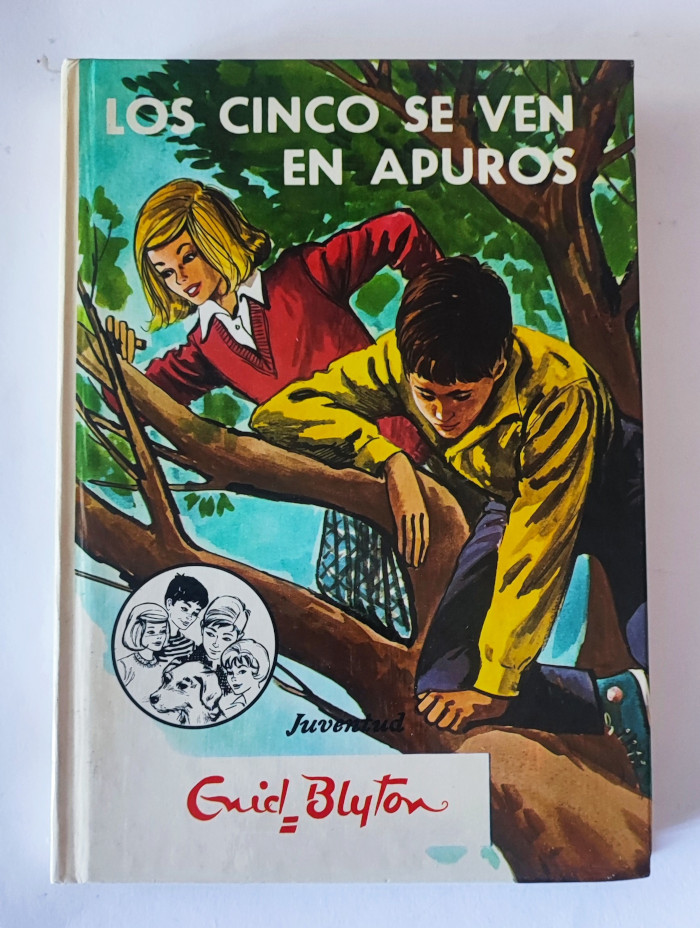 LOS CINCO SE VEN
EN APUROS
Juventud
Enid Blyton